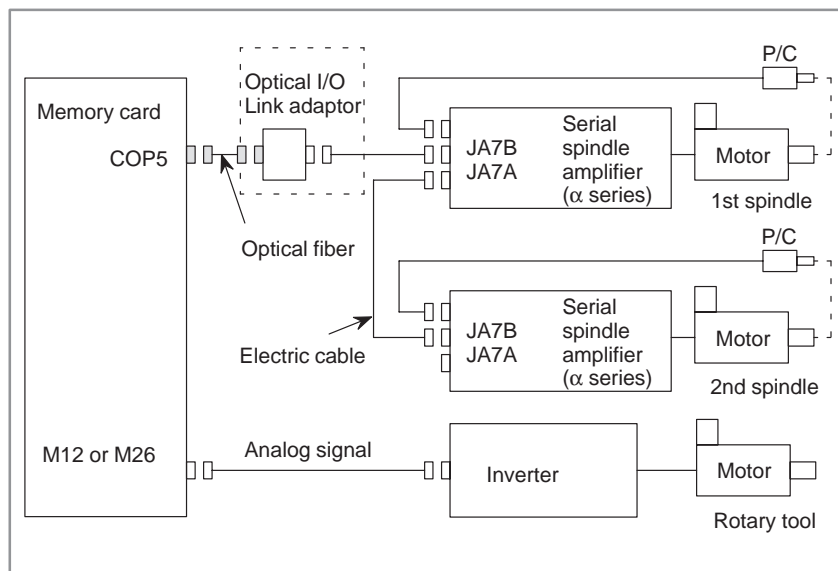 P/C
Optical I/O
Link adaptor
Memory card
COP5
JA7B
JA7A
Serial
spindle
amplifier
(α series)
Motor
1st spindle
Optical fiber
P/C
Electric cable
JA7B
JA7A
Serial
spindle
amplifier
(α series)
Motor
2nd spindle
M12 or M26
Analog signal
Inverter
Motor
Rotary tool